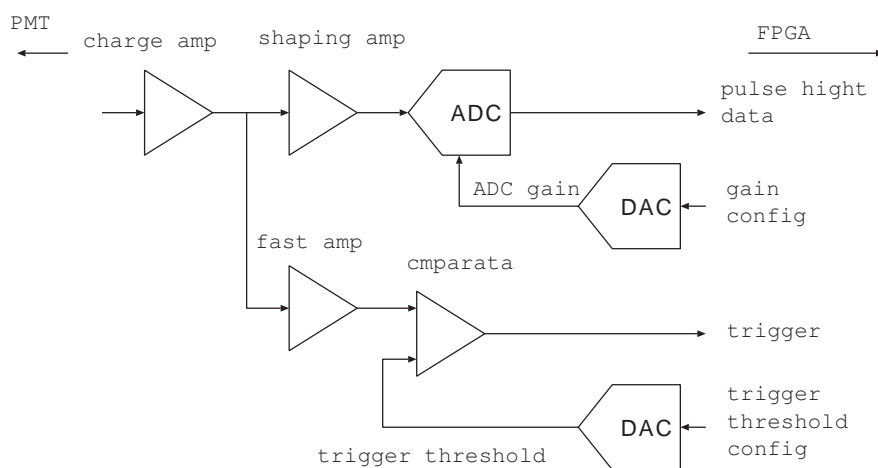 PMT
charge amp
shaping amp
FPGA
ADC
pulse hight
data
ADC gain
DAC
gain
config
fast amp
cmparata
trigger
DAC
trigger
threshold
config
trigger threshold